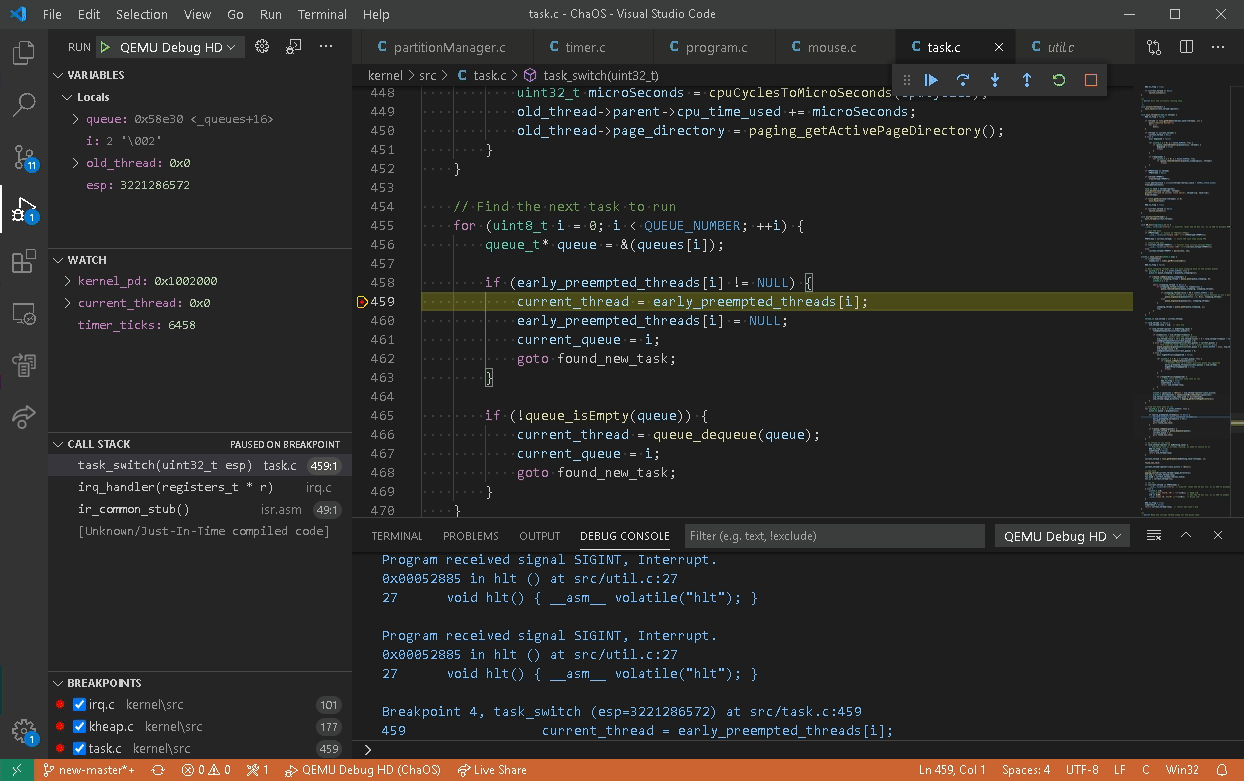 File Edit Selection View Go Run Terminal Help task.c - ChaOS - Visual Studio Code
RUN QEMU Debug HD ···
partitionManager.c timer.c program.c mouse.c task.c util.c ···
kernel > src > task.c > task_switch(uint32_t)
VARIABLES
Locals
queue: 0x58e30 <_queues+16>
i: 2 '\002'
old_thread: 0x0
esp: 3221286572
WATCH
kernel_pd: 0x1002000
current_thread: 0x0
timer_ticks: 6458
CALL STACK PAUSED ON BREAKPOINT
task_switch(uint32_t esp) task.c 459:1
irq_handler(registers_t * r) irq.c
ir_common_stub() isr.asm 49:1
[Unknown/Just-In-Time compiled code]
BREAKPOINTS
irq.c kernel\src 101
kheap.c kernel\src 177
task.c kernel\src 459
11
1
1
448 uint32_t microSeconds = cpuCyclesToMicroSeconds
449 old_thread->parent->cpu_time_used += microSeconds;
450 old_thread->page_directory = paging_getActivePageDirectory();
451 }
452 }
453
454 // Find the next task to run
455 for (uint8_t i = 0; i < QUEUE_NUMBER; ++i) {
456 queue_t* queue = &(queues[i]);
457
458 if (early_preempted_threads[i] != NULL) {
459 current_thread = early_preempted_threads[i];
460 early_preempted_threads[i] = NULL;
461 current_queue = i;
462 goto found_new_task;
463 }
464
465 if (!queue_isEmpty(queue)) {
466 current_thread = queue_dequeue(queue);
467 current_queue = i;
468 goto found_new_task;
469 }
470 }
TERMINAL PROBLEMS OUTPUT DEBUG CONSOLE Filter (e.g. text, !exclude) QEMU Debug HD
Program received signal SIGINT, Interrupt.
0x00052885 in hlt () at src/util.c:27
27 void hlt() { __asm__ volatile("hlt"); }
Program received signal SIGINT, Interrupt.
0x00052885 in hlt () at src/util.c:27
27 void hlt() { __asm__ volatile("hlt"); }
Breakpoint 4, task_switch (esp=3221286572) at src/task.c:459
459 current_thread = early_preempted_threads[i];
>
new-master*+ 0 0 1 QEMU Debug HD (ChaOS) Live Share Ln 459, Col 1 Spaces: 4 UTF-8 LF C Win32